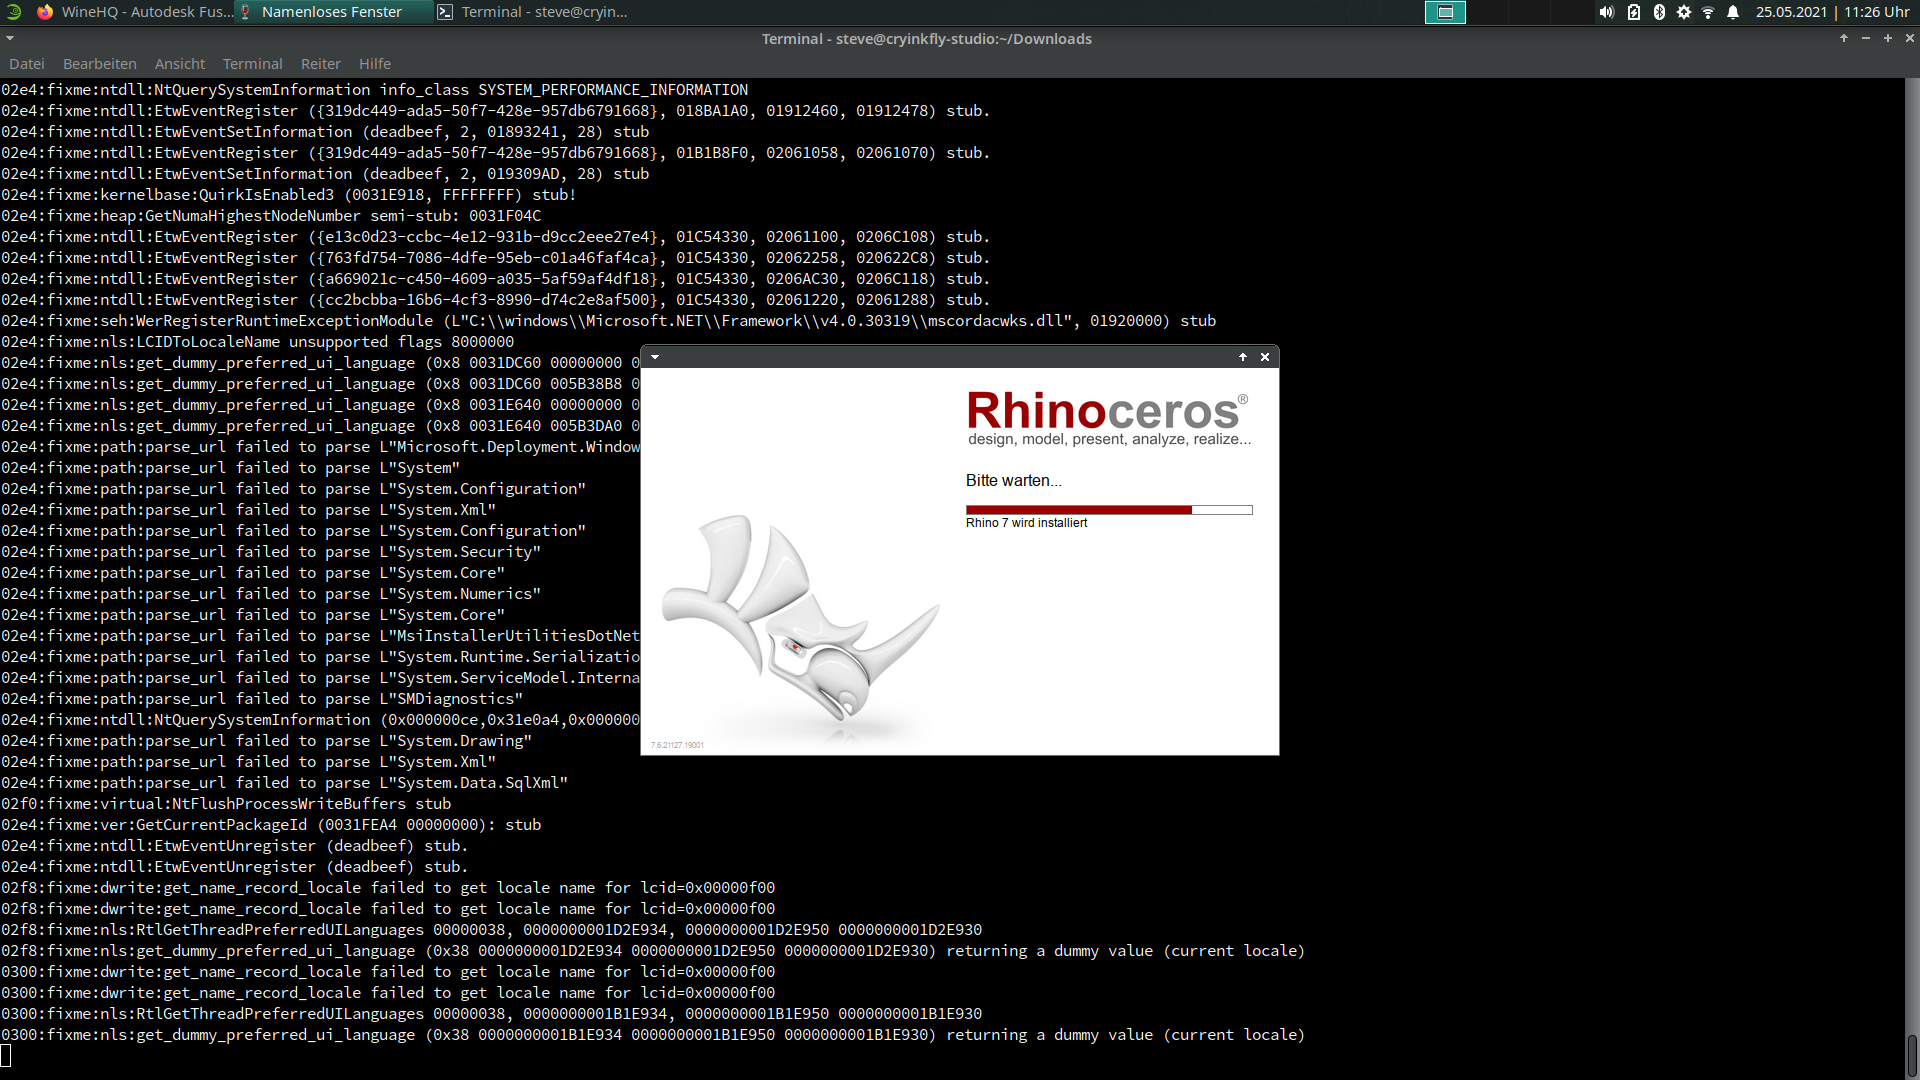 WineHQ - Autodesk Fus...
Namenloses Fenster
Terminal - steve@cryin...
25.05.2021 | 11:26 Uhr
Terminal - steve@cryinkfly-studio:~/Downloads
Datei Bearbeiten Ansicht Terminal Reiter Hilfe
02e4:fixme:ntdll:NtQuerySystemInformation info_class SYSTEM_PERFORMANCE_INFORMATION
02e4:fixme:ntdll:EtwEventRegister ({319dc449-ada5-50f7-428e-957db6791668}, 018BA1A0, 01912460, 01912478) stub.
02e4:fixme:ntdll:EtwEventSetInformation (deadbeef, 2, 01893241, 28) stub
02e4:fixme:ntdll:EtwEventRegister ({319dc449-ada5-50f7-428e-957db6791668}, 01B1B8F0, 02061058, 02061070) stub.
02e4:fixme:ntdll:EtwEventSetInformation (deadbeef, 2, 019309AD, 28) stub
02e4:fixme:kernelbase:QuirkIsEnabled3 (0031E918, FFFFFFFF) stub!
02e4:fixme:heap:GetNumaHighestNodeNumber semi-stub: 0031F04C
02e4:fixme:ntdll:EtwEventRegister ({e13c0d23-ccbc-4e12-931b-d9cc2eee27e4}, 01C54330, 02061100, 0206C108) stub.
02e4:fixme:ntdll:EtwEventRegister ({763fd754-7086-4dfe-95eb-c01a46faf4ca}, 01C54330, 02062258, 020622C8) stub.
02e4:fixme:ntdll:EtwEventRegister ({a669021c-c450-4609-a035-5af59af4df18}, 01C54330, 0206AC30, 0206C118) stub.
02e4:fixme:ntdll:EtwEventRegister ({cc2bcbba-16b6-4cf3-8990-d74c2e8af500}, 01C54330, 02061220, 02061288) stub.
02e4:fixme:seh:WerRegisterRuntimeExceptionModule (L"C:\\windows\\Microsoft.NET\\Framework\\v4.0.30319\\mscordacwks.dll", 01920000) stub
02e4:fixme:nls:LCIDToLocaleName unsupported flags 8000000
02e4:fixme:nls:get_dummy_preferred_ui_language (0x8 0031DC60 00000000 0
02e4:fixme:nls:get_dummy_preferred_ui_language (0x8 0031DC60 005B38B8 0
02e4:fixme:nls:get_dummy_preferred_ui_language (0x8 0031E640 00000000 0
02e4:fixme:nls:get_dummy_preferred_ui_language (0x8 0031E640 005B3DA0 0
02e4:fixme:path:parse_url failed to parse L"Microsoft.Deployment.Window
02e4:fixme:path:parse_url failed to parse L"System"
02e4:fixme:path:parse_url failed to parse L"System.Configuration"
02e4:fixme:path:parse_url failed to parse L"System.Xml"
02e4:fixme:path:parse_url failed to parse L"System.Configuration"
02e4:fixme:path:parse_url failed to parse L"System.Security"
02e4:fixme:path:parse_url failed to parse L"System.Core"
02e4:fixme:path:parse_url failed to parse L"System.Numerics"
02e4:fixme:path:parse_url failed to parse L"System.Core"
02e4:fixme:path:parse_url failed to parse L"MsiInstallerUtilitiesDotNet
02e4:fixme:path:parse_url failed to parse L"System.Runtime.Serializatio
02e4:fixme:path:parse_url failed to parse L"System.ServiceModel.Interna
02e4:fixme:path:parse_url failed to parse L"SMDiagnostics"
02e4:fixme:ntdll:NtQuerySystemInformation (0x000000ce,0x31e0a4,0x000000
02e4:fixme:path:parse_url failed to parse L"System.Drawing"
02e4:fixme:path:parse_url failed to parse L"System.Xml"
02e4:fixme:path:parse_url failed to parse L"System.Data.SqlXml"
02f0:fixme:virtual:NtFlushProcessWriteBuffers stub
02e4:fixme:ver:GetCurrentPackageId (0031FEA4 00000000): stub
02e4:fixme:ntdll:EtwEventUnregister (deadbeef) stub.
02e4:fixme:ntdll:EtwEventUnregister (deadbeef) stub.
02f8:fixme:dwrite:get_name_record_locale failed to get locale name for lcid=0x00000f00
02f8:fixme:dwrite:get_name_record_locale failed to get locale name for lcid=0x00000f00
02f8:fixme:nls:RtlGetThreadPreferredUILanguages 00000038, 0000000001D2E934, 0000000001D2E950 0000000001D2E930
02f8:fixme:nls:get_dummy_preferred_ui_language (0x38 0000000001D2E934 0000000001D2E950 0000000001D2E930) returning a dummy value (current locale)
0300:fixme:dwrite:get_name_record_locale failed to get locale name for lcid=0x00000f00
0300:fixme:dwrite:get_name_record_locale failed to get locale name for lcid=0x00000f00
0300:fixme:nls:RtlGetThreadPreferredUILanguages 00000038, 0000000001B1E934, 0000000001B1E950 0000000001B1E930
0300:fixme:nls:get_dummy_preferred_ui_language (0x38 0000000001B1E934 0000000001B1E950 0000000001B1E930) returning a dummy value (current locale)
Rhinoceros®
design, model, present, analyze, realize...
Bitte warten...
Rhino 7 wird installiert
7.6.21127.19001